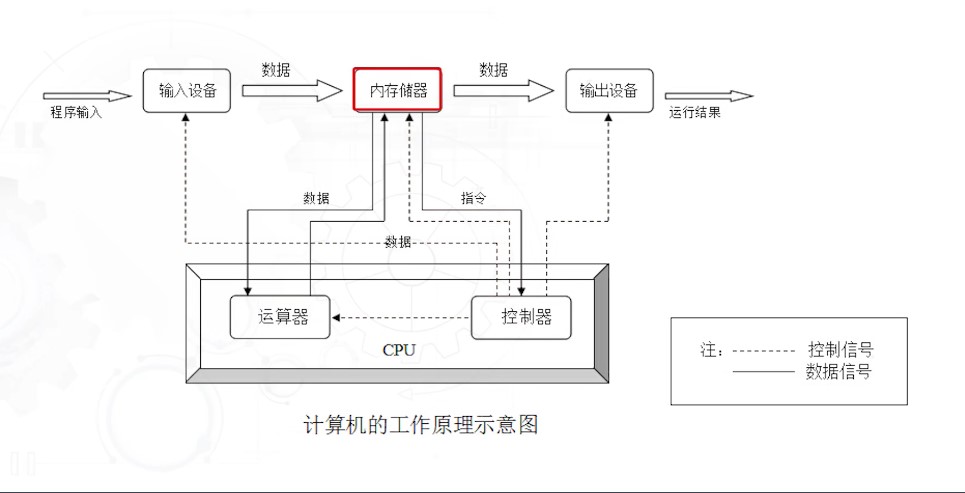 数据
数据
输入设备
内存储器
输出设备
程序输入
运行结果
数据
指令
数据
运算器
控制器
CPU
注：
控制信号
数据信号
计算机的工作原理示意图